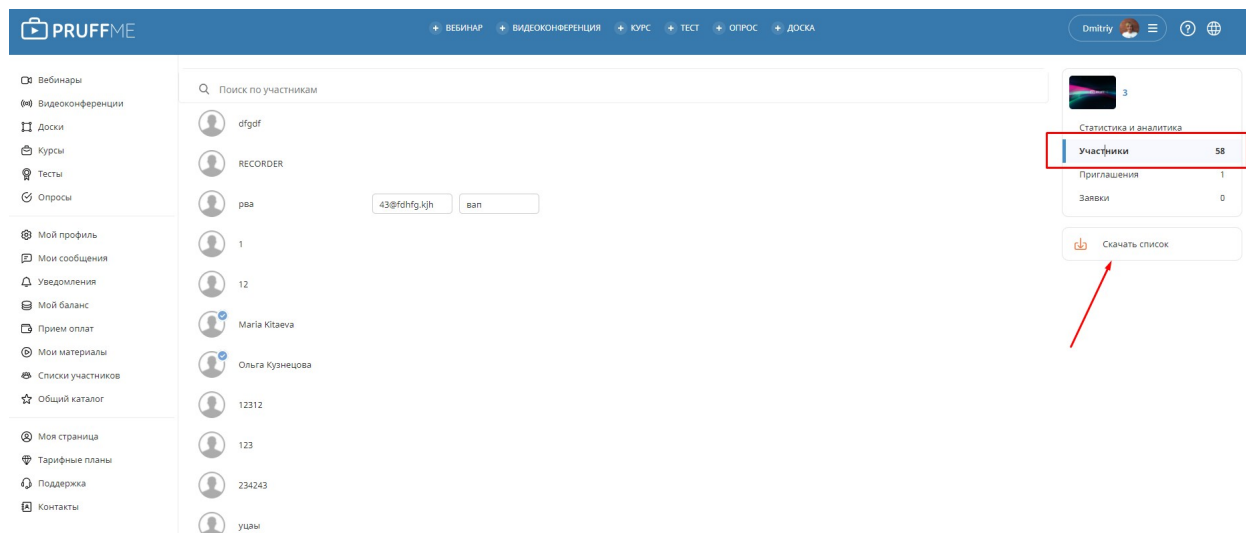 PRUFFME
+ ВЕБИНАР + ВИДЕОКОНФЕРЕНЦИЯ + КУРС + ТЕСТ + ОПРОС + ДОСКА
Dmitriy
Вебинары
Видеоконференции
Доски
Курсы
Тесты
Опросы
Мой профиль
Мои сообщения
Уведомления
Мой баланс
Прием оплат
Мои материалы
Списки участников
Общий каталог
Моя страница
Тарифные планы
Поддержка
Контакты
Поиск по участникам
dfgdf
RECORDER
рва 43@fdhfg.kjh вап
1
12
Maria Kitaeva
Ольга Кузнецова
12312
123
234243
уцаы
3
Статистика и аналитика
Участники 58
Приглашения 1
Заявки 0
Скачать список